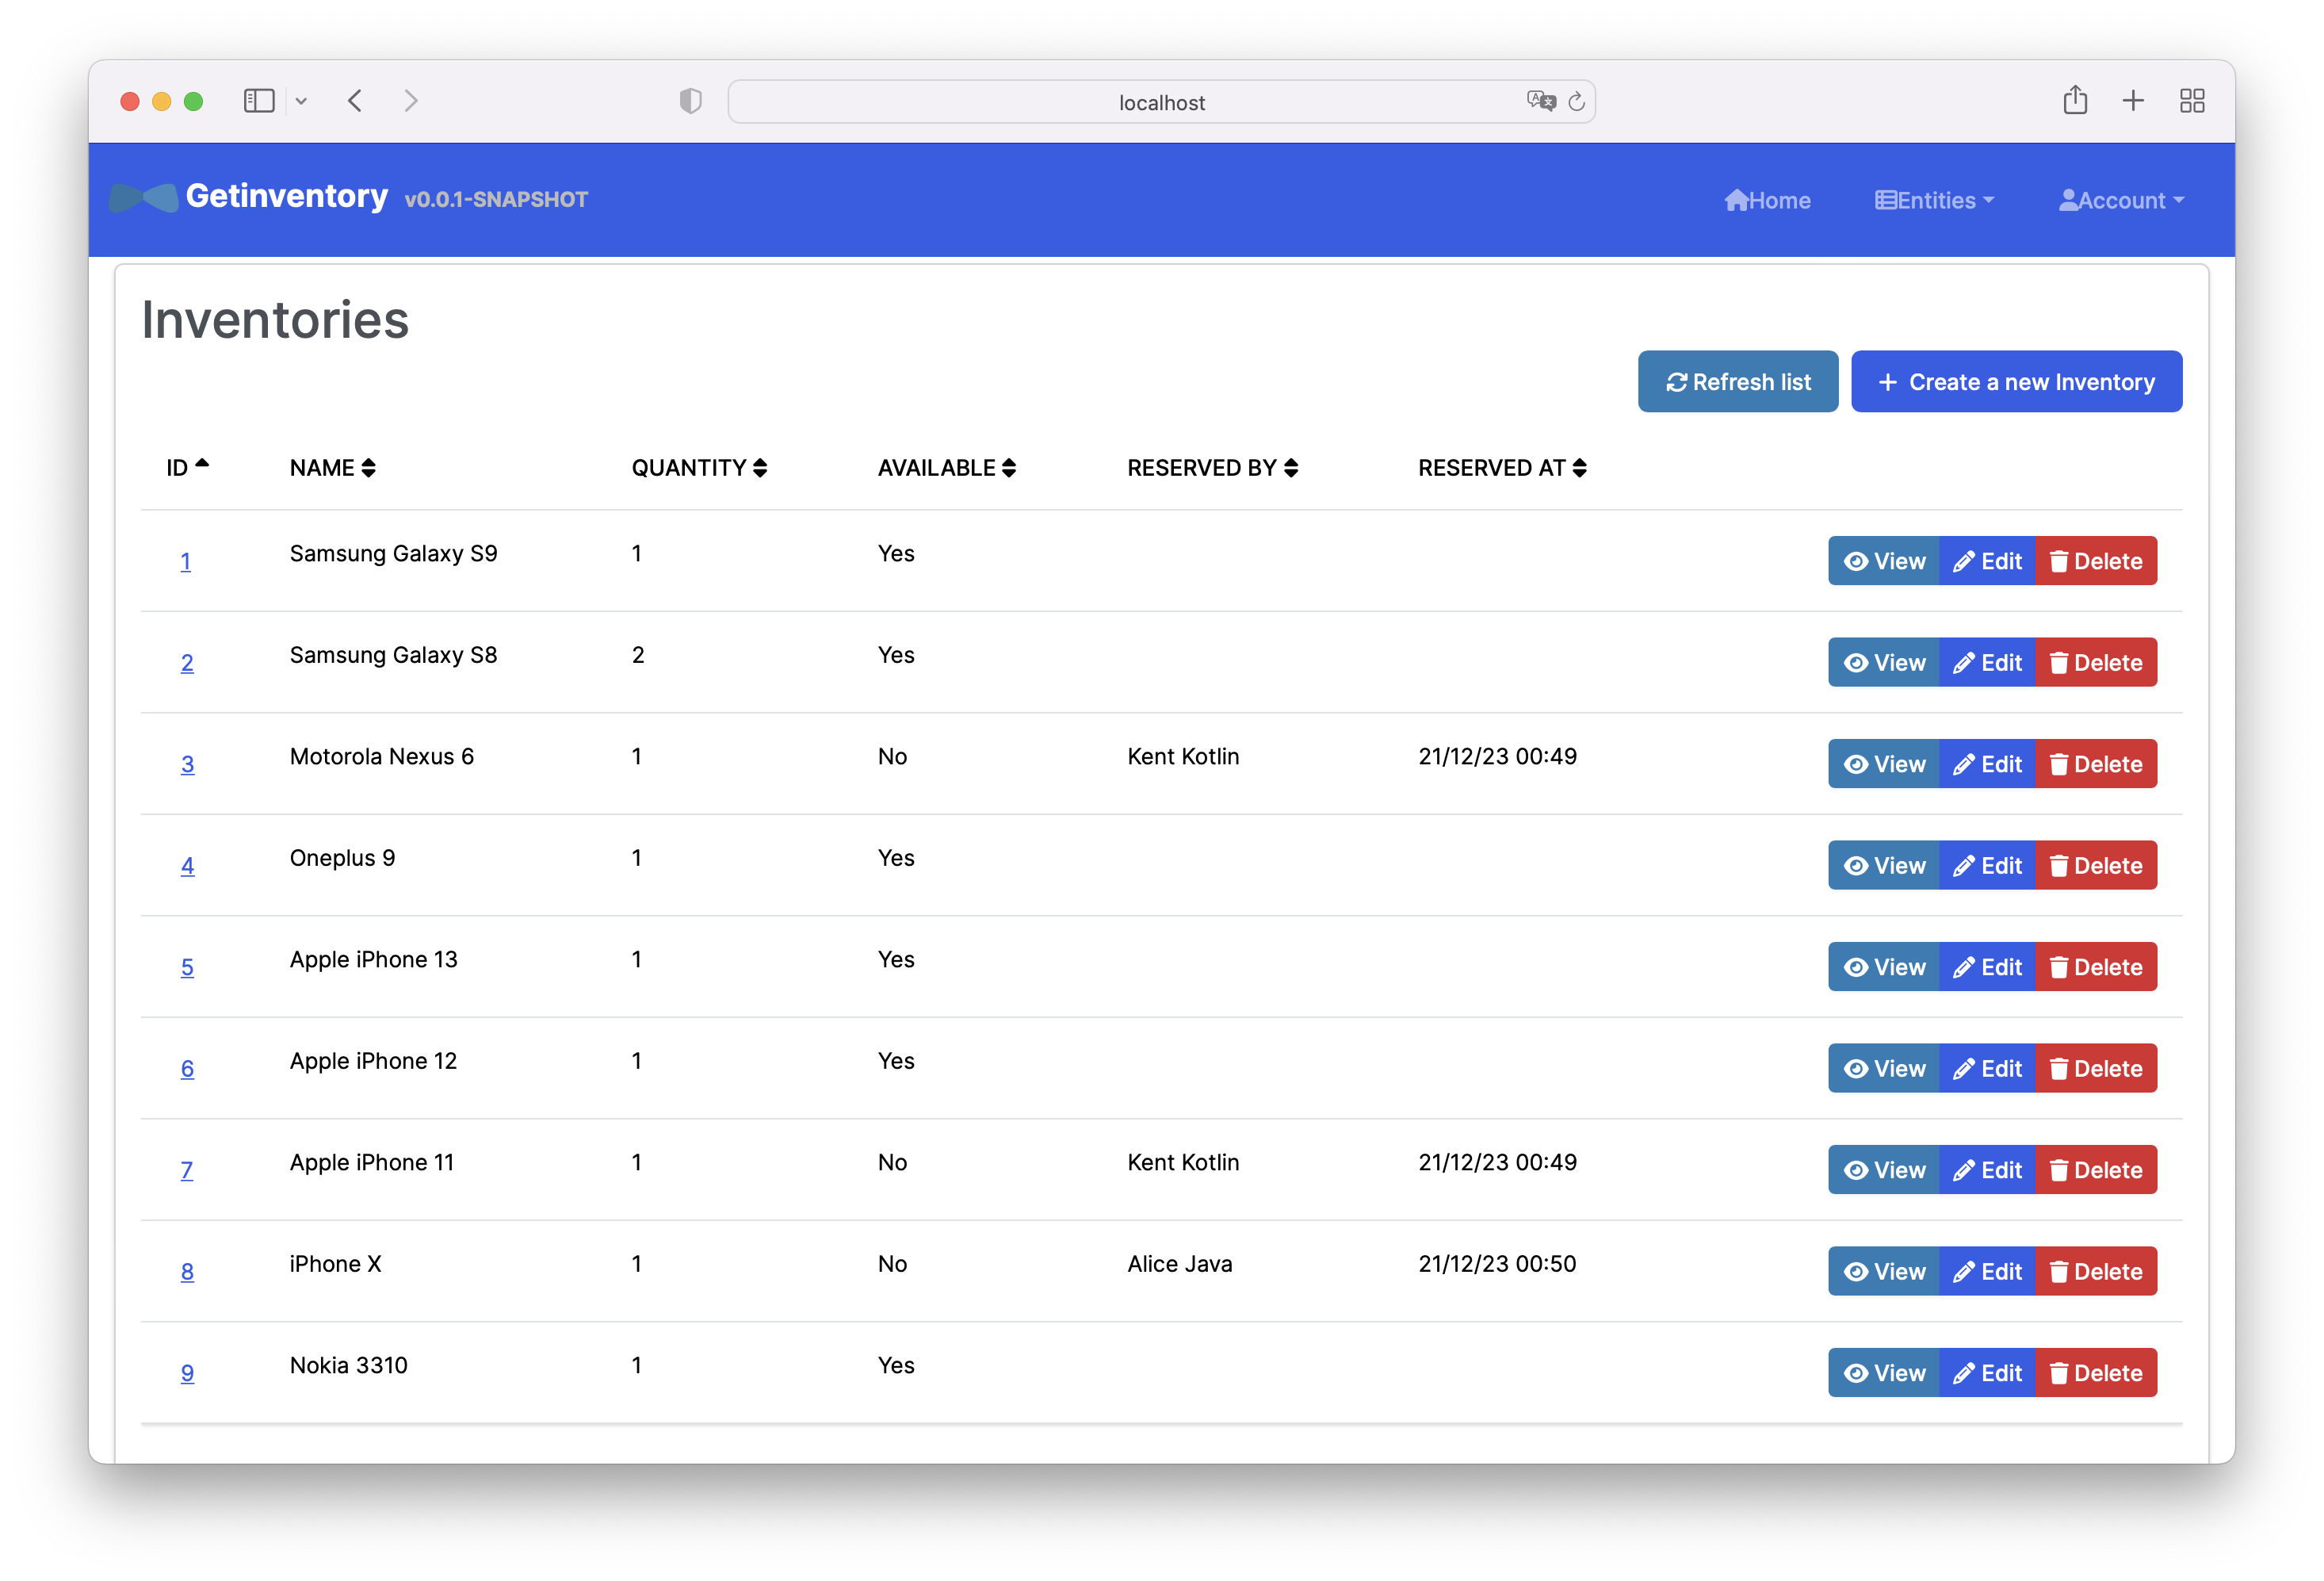 localhost
Getinventory v0.0.1-SNAPSHOT Home Entities Account
Inventories
Refresh list + Create a new Inventory
ID NAME QUANTITY AVAILABLE RESERVED BY RESERVED AT
1 Samsung Galaxy S9 1 Yes View Edit Delete
2 Samsung Galaxy S8 2 Yes View Edit Delete
3 Motorola Nexus 6 1 No Kent Kotlin 21/12/23 00:49 View Edit Delete
4 Oneplus 9 1 Yes View Edit Delete
5 Apple iPhone 13 1 Yes View Edit Delete
6 Apple iPhone 12 1 Yes View Edit Delete
7 Apple iPhone 11 1 No Kent Kotlin 21/12/23 00:49 View Edit Delete
8 iPhone X 1 No Alice Java 21/12/23 00:50 View Edit Delete
9 Nokia 3310 1 Yes View Edit Delete